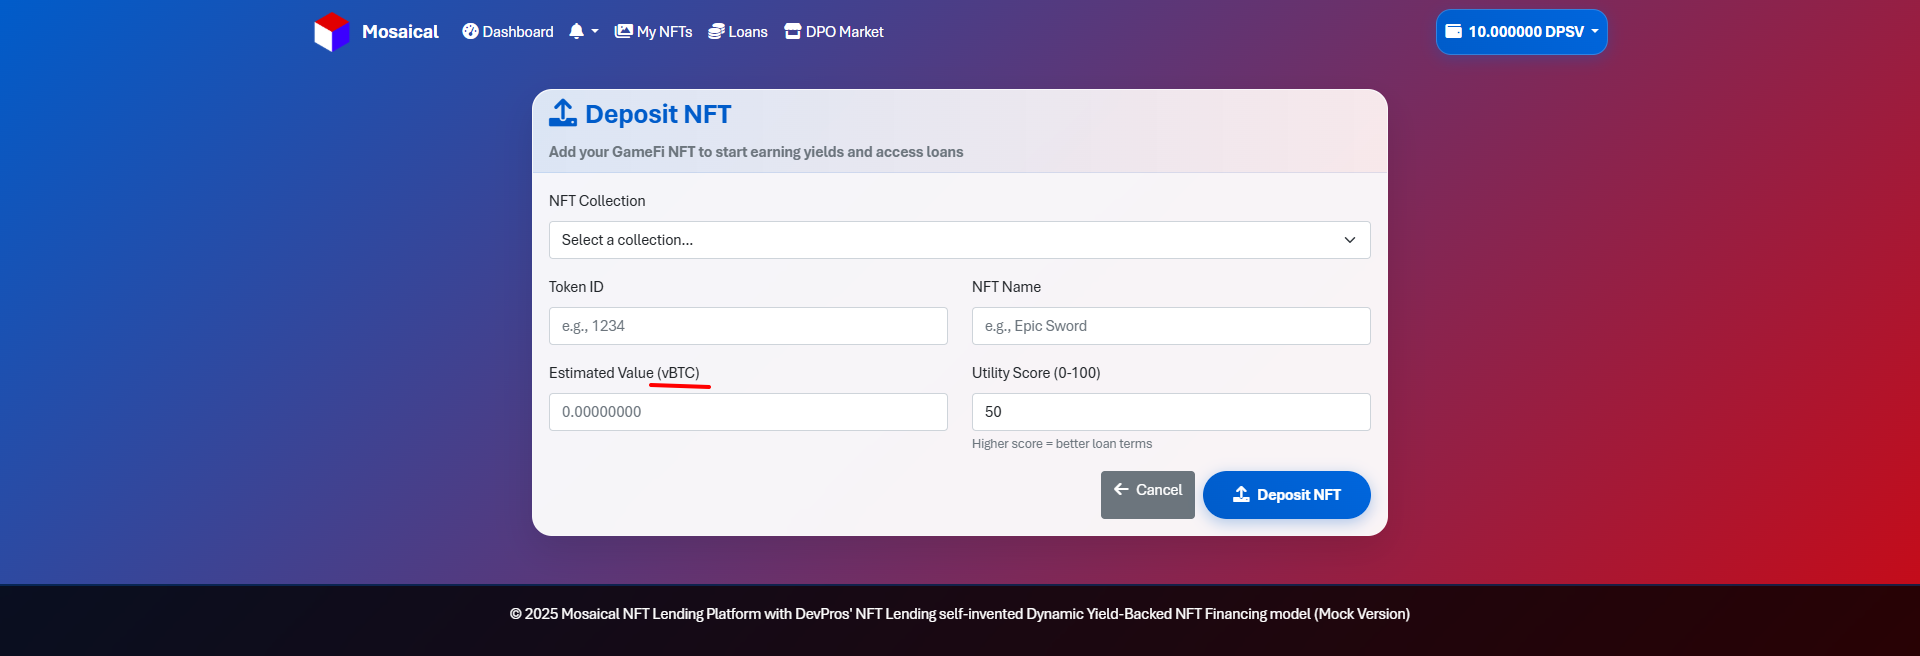 Mosaical Dashboard My NFTs Loans DPO Market 10.000000 DPSV
Deposit NFT
Add your GameFi NFT to start earning yields and access loans
NFT Collection
Select a collection...
Token ID NFT Name
e.g., 1234 e.g., Epic Sword
Estimated Value (vBTC) Utility Score (0-100)
0.00000000 50
Higher score = better loan terms
Cancel Deposit NFT
© 2025 Mosaical NFT Lending Platform with DevPros' NFT Lending self-invented Dynamic Yield-Backed NFT Financing model (Mock Version)